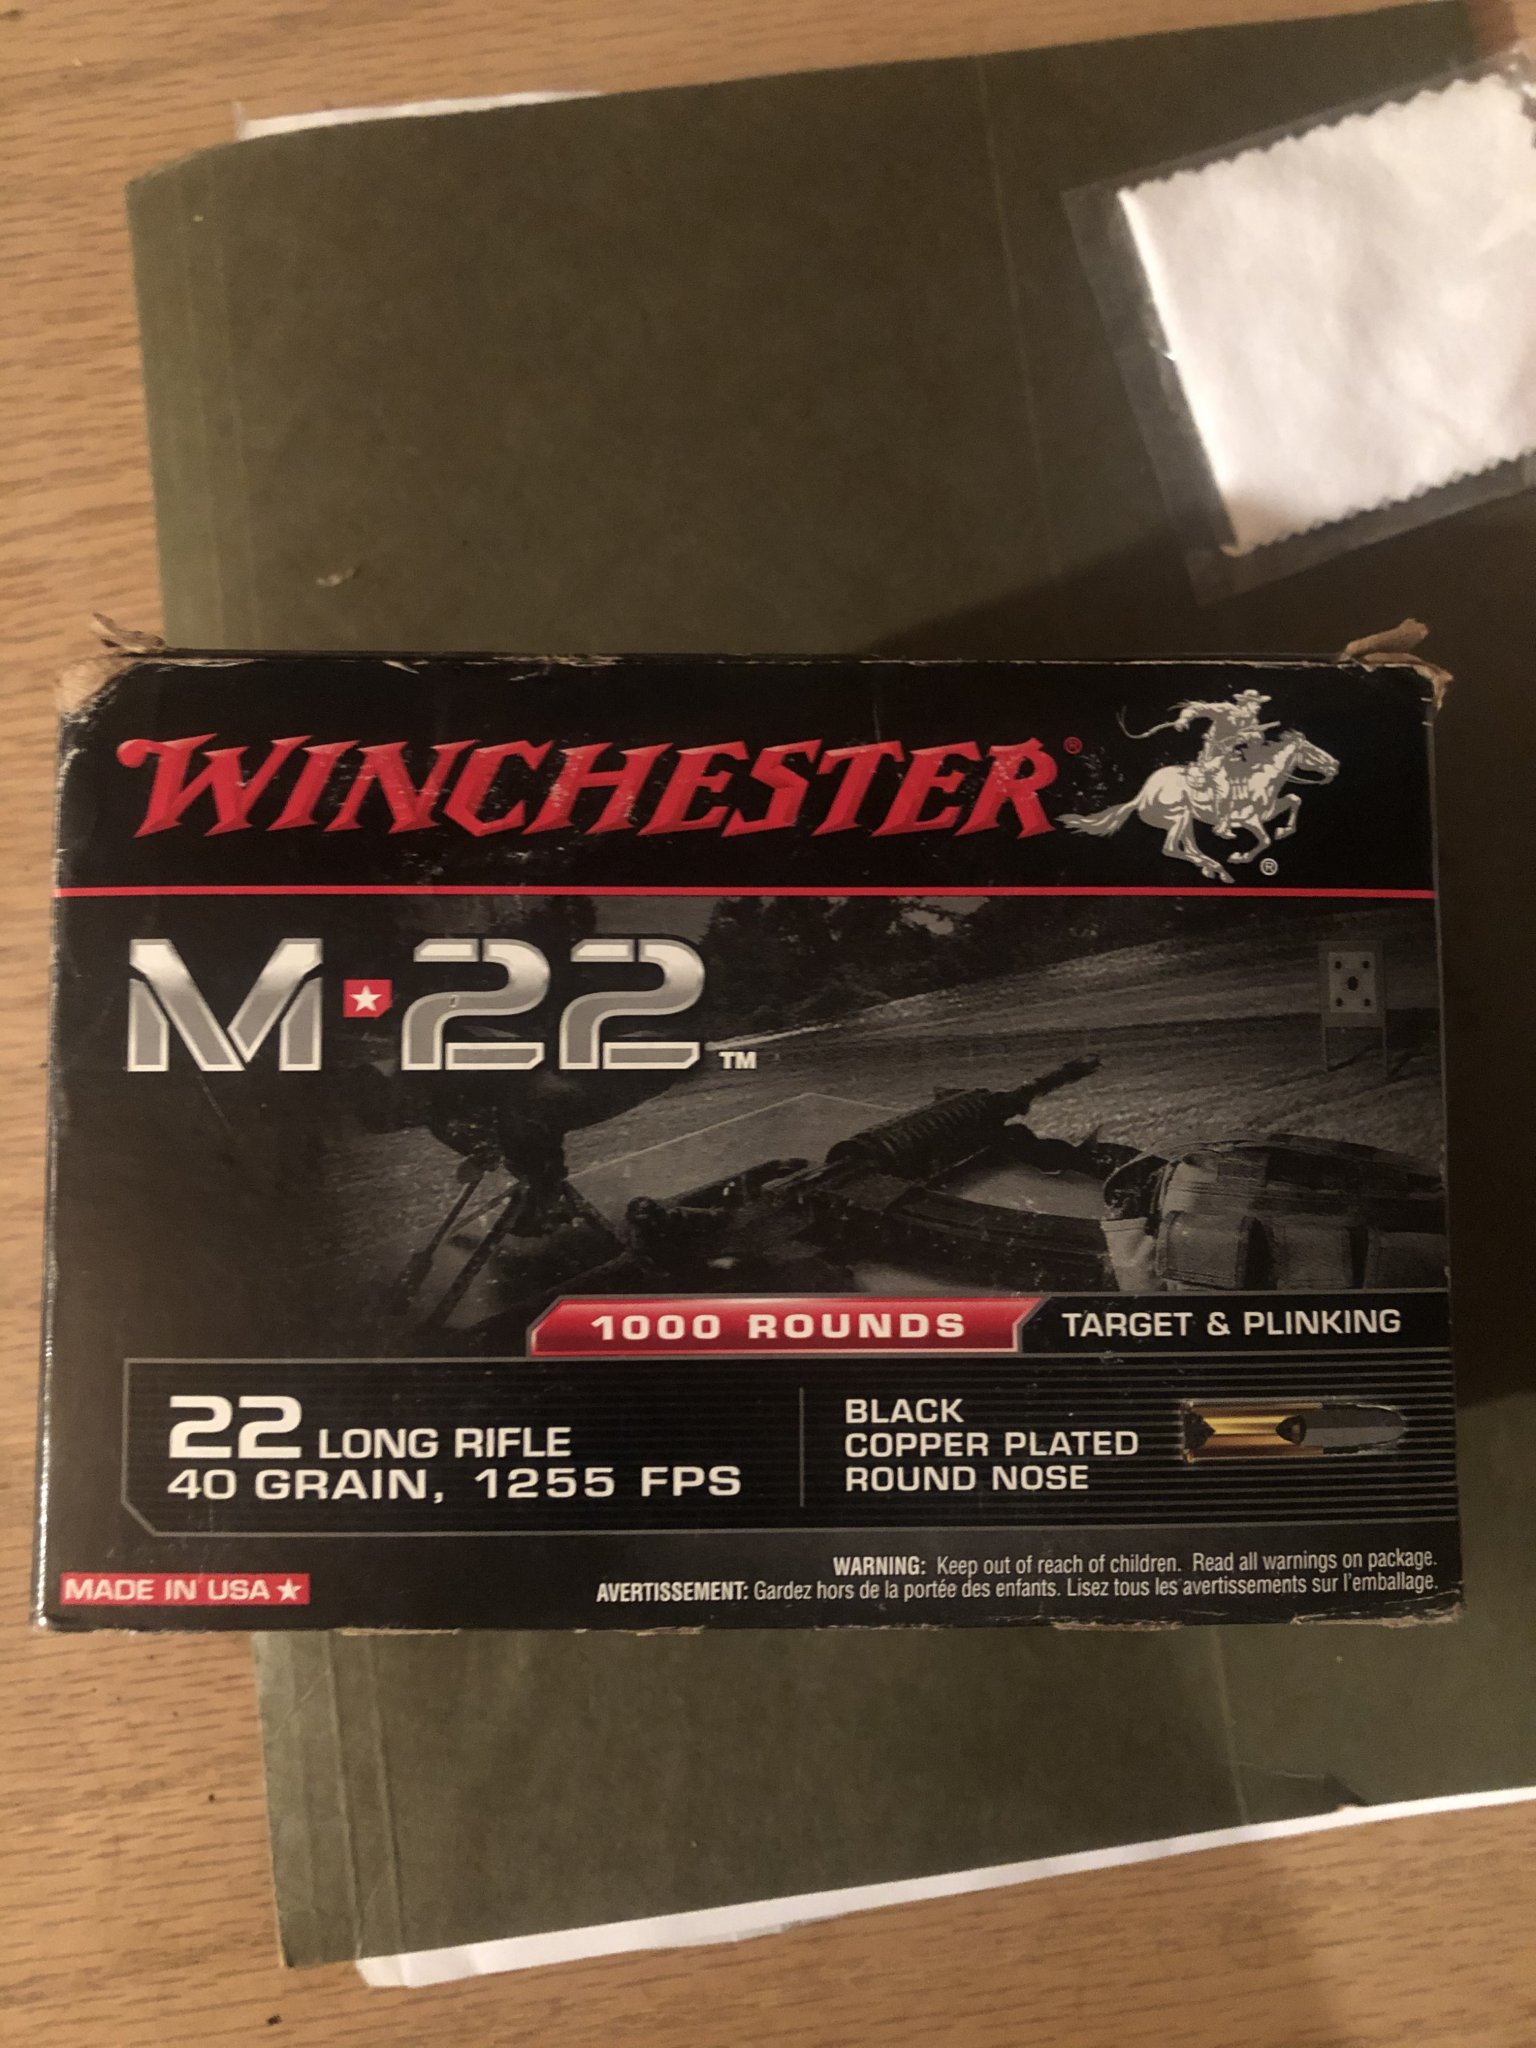 WINCHESTER®
®
M★22™
1000 ROUNDS
TARGET & PLINKING
22 LONG RIFLE
40 GRAIN, 1255 FPS
BLACK
COPPER PLATED
ROUND NOSE
WARNING: Keep out of reach of children. Read all warnings on package.
AVERTISSEMENT: Gardez hors de la portée des enfants. Lisez tous les avertissements sur l'emballage.
MADE IN USA ★